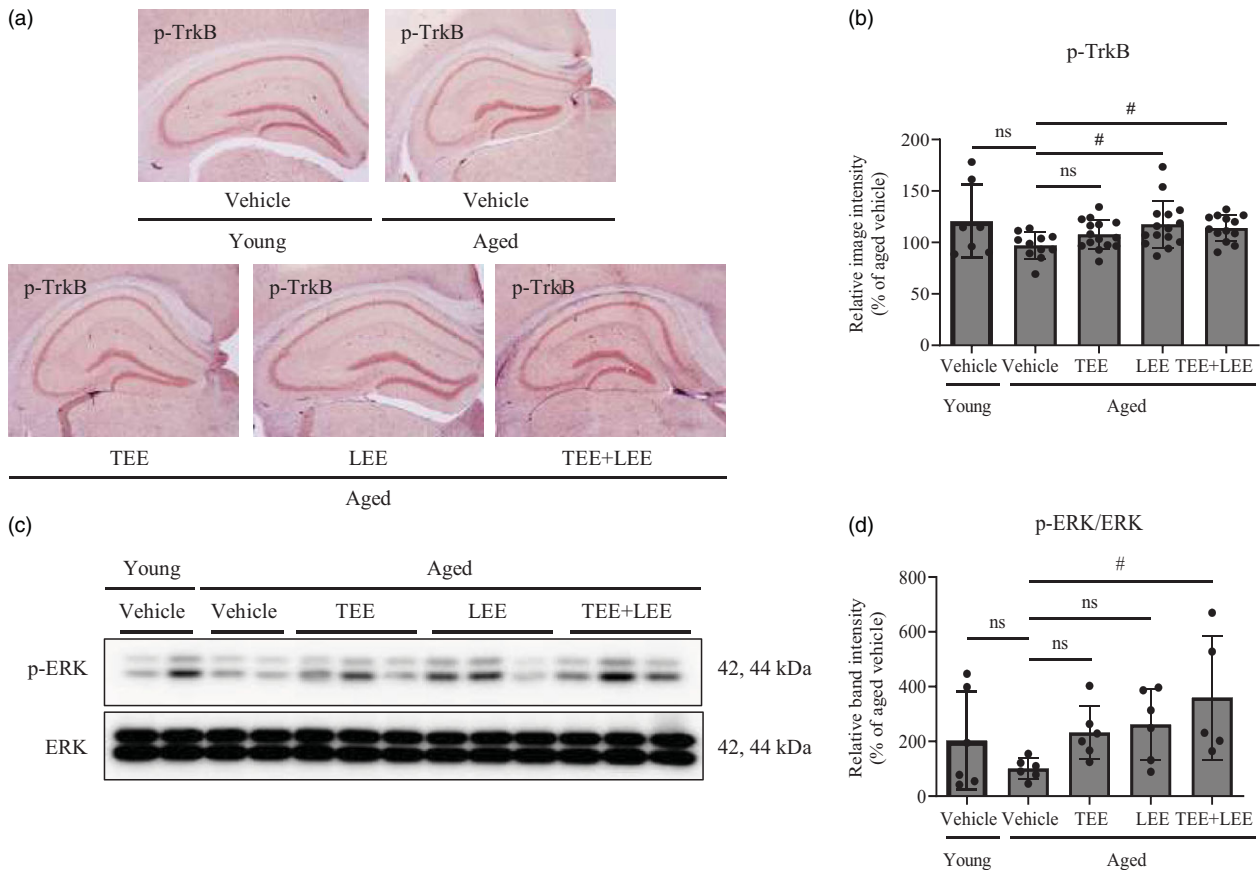 (a)
p-TrkB
p-TrkB
Vehicle
Vehicle
Young
Aged
p-TrkB
p-TrkB
p-TrkB
TEE
LEE
TEE+LEE
Aged
(b)
p-TrkB
Relative image intensity
(% of aged vehicle)
200
150
100
50
0
ns
ns
#
#
Vehicle
Vehicle
TEE
LEE
TEE+LEE
Young
Aged
(c)
Young
Aged
Vehicle
Vehicle
TEE
LEE
TEE+LEE
p-ERK
42, 44 kDa
ERK
42, 44 kDa
(d)
p-ERK/ERK
Relative band intensity
(% of aged vehicle)
800
600
400
200
0
ns
ns
ns
#
Vehicle
Vehicle
TEE
LEE
TEE+LEE
Young
Aged